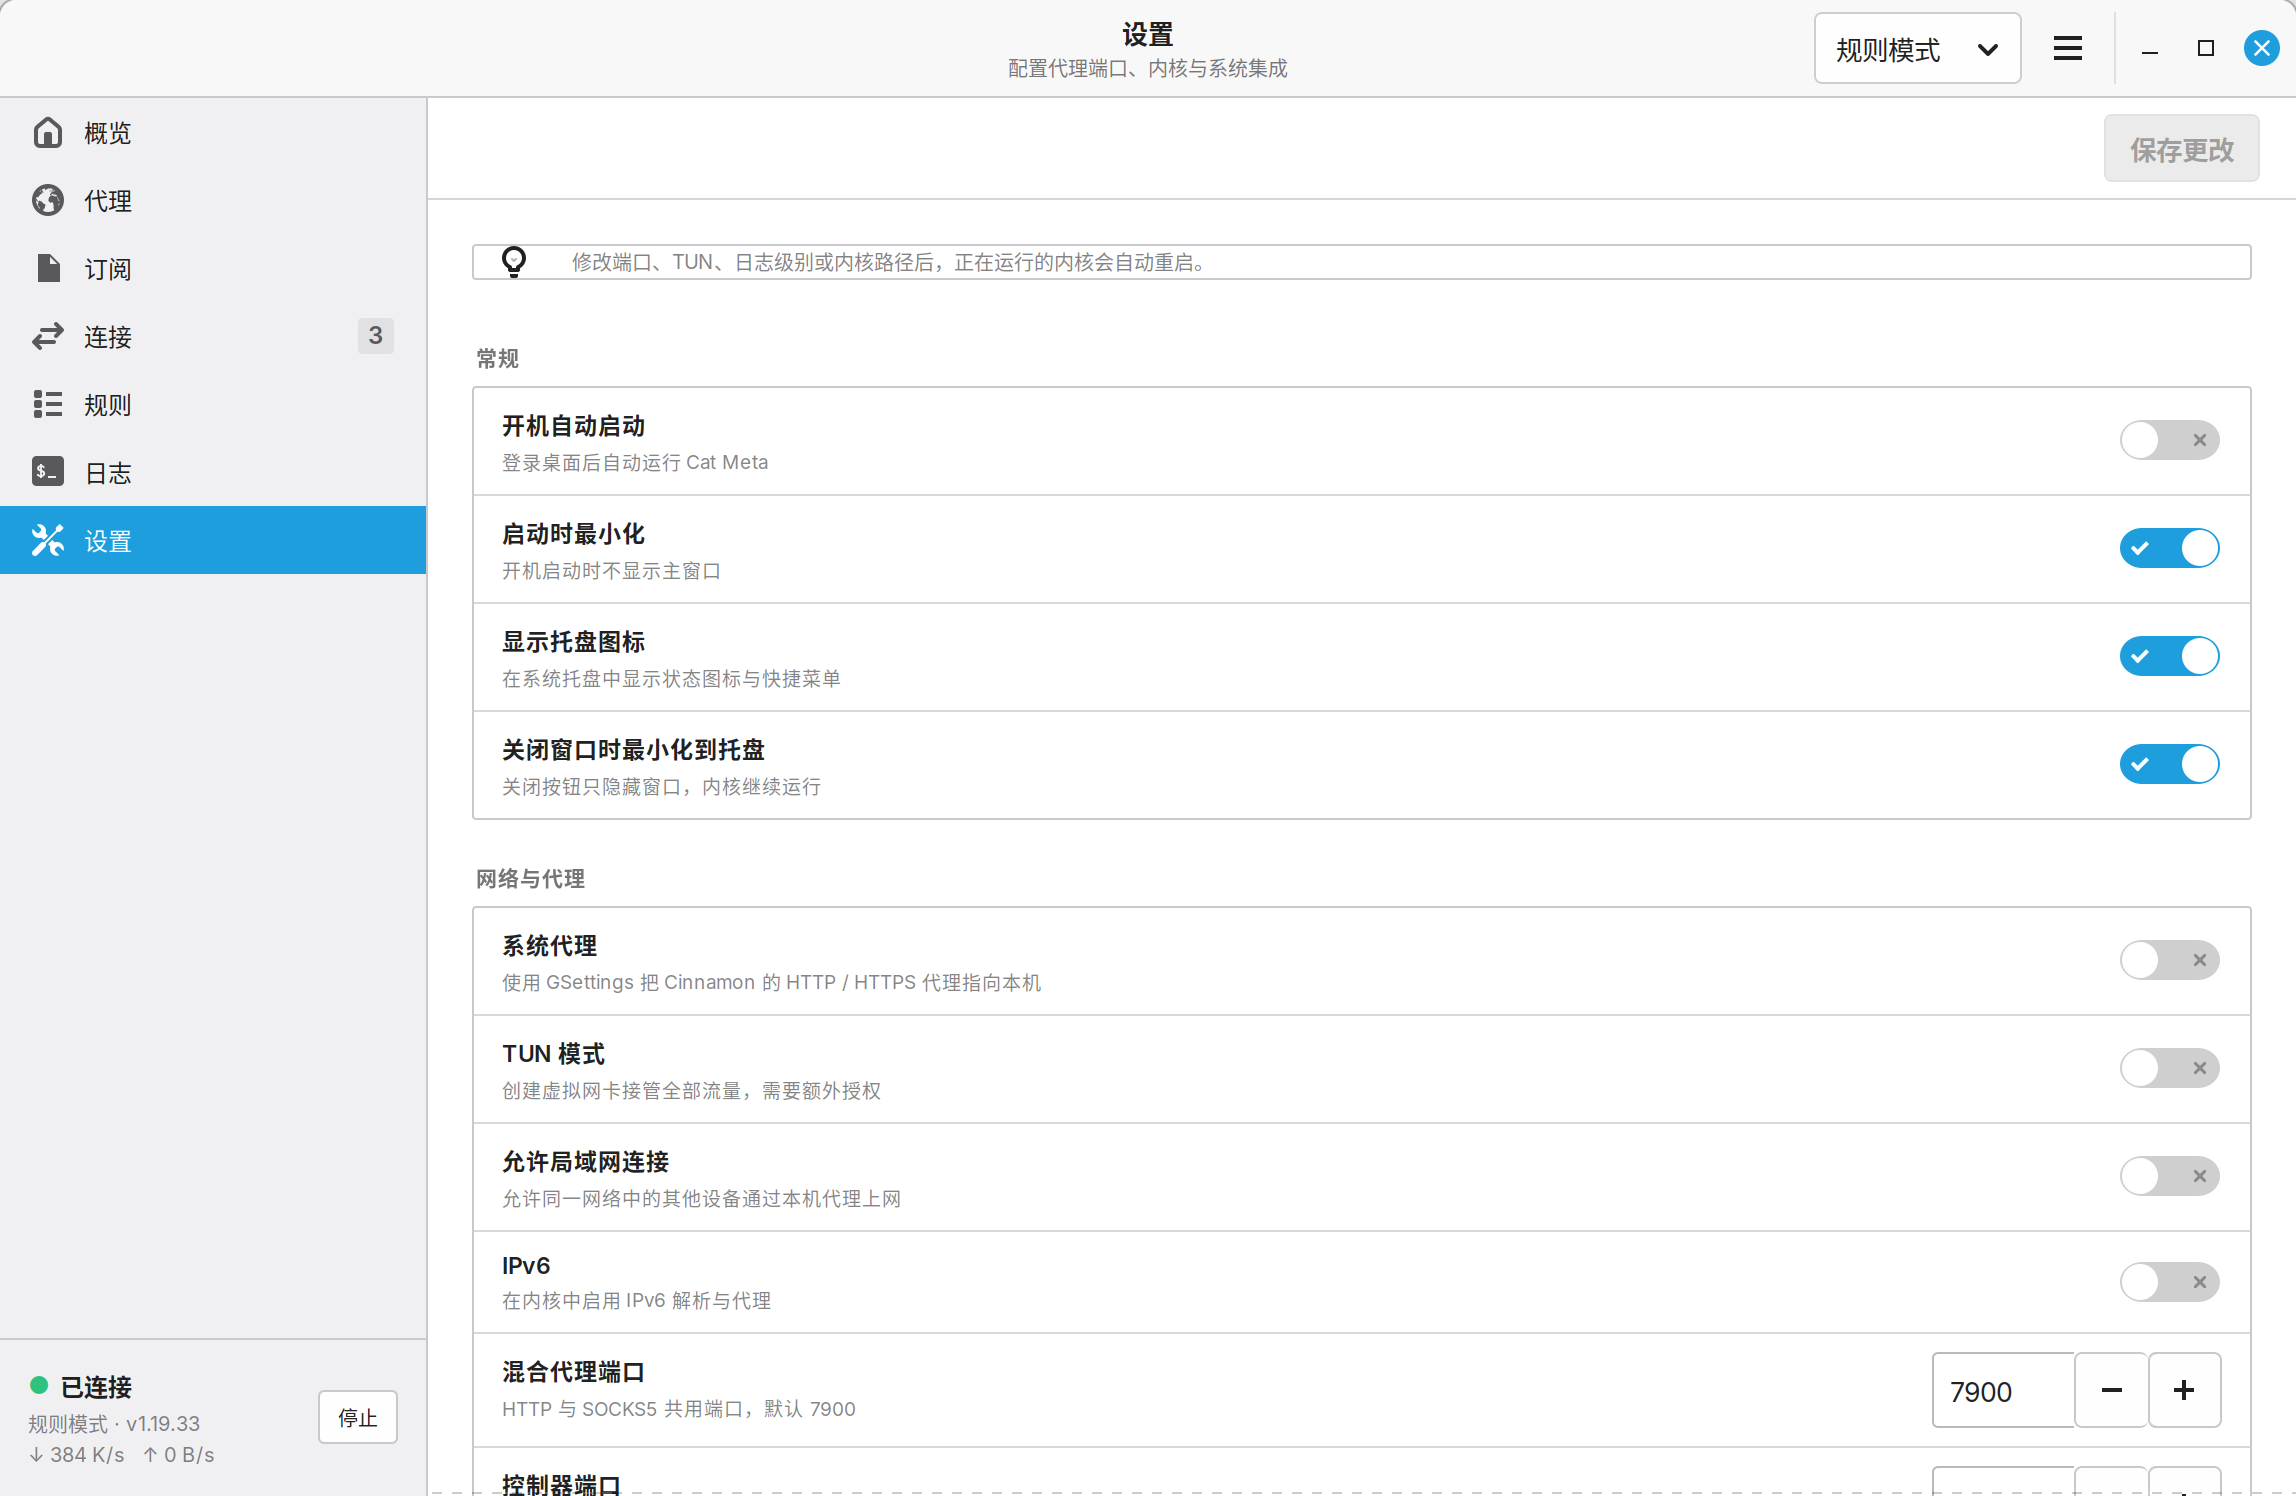 设置
配置代理端口、内核与系统集成
规则模式
概览
代理
订阅
连接
3
规则
日志
设置
已连接
规则模式 · v1.19.33
↓ 384 K/s ↑ 0 B/s
停止
保存更改
修改端口、TUN、日志级别或内核路径后，正在运行的内核会自动重启。
常规
开机自动启动
登录桌面后自动运行 Cat Meta
启动时最小化
开机启动时不显示主窗口
显示托盘图标
在系统托盘中显示状态图标与快捷菜单
关闭窗口时最小化到托盘
关闭按钮只隐藏窗口，内核继续运行
网络与代理
系统代理
使用 GSettings 把 Cinnamon 的 HTTP / HTTPS 代理指向本机
TUN 模式
创建虚拟网卡接管全部流量，需要额外授权
允许局域网连接
允许同一网络中的其他设备通过本机代理上网
IPv6
在内核中启用 IPv6 解析与代理
混合代理端口
HTTP 与 SOCKS5 共用端口，默认 7900
7900
控制器端口